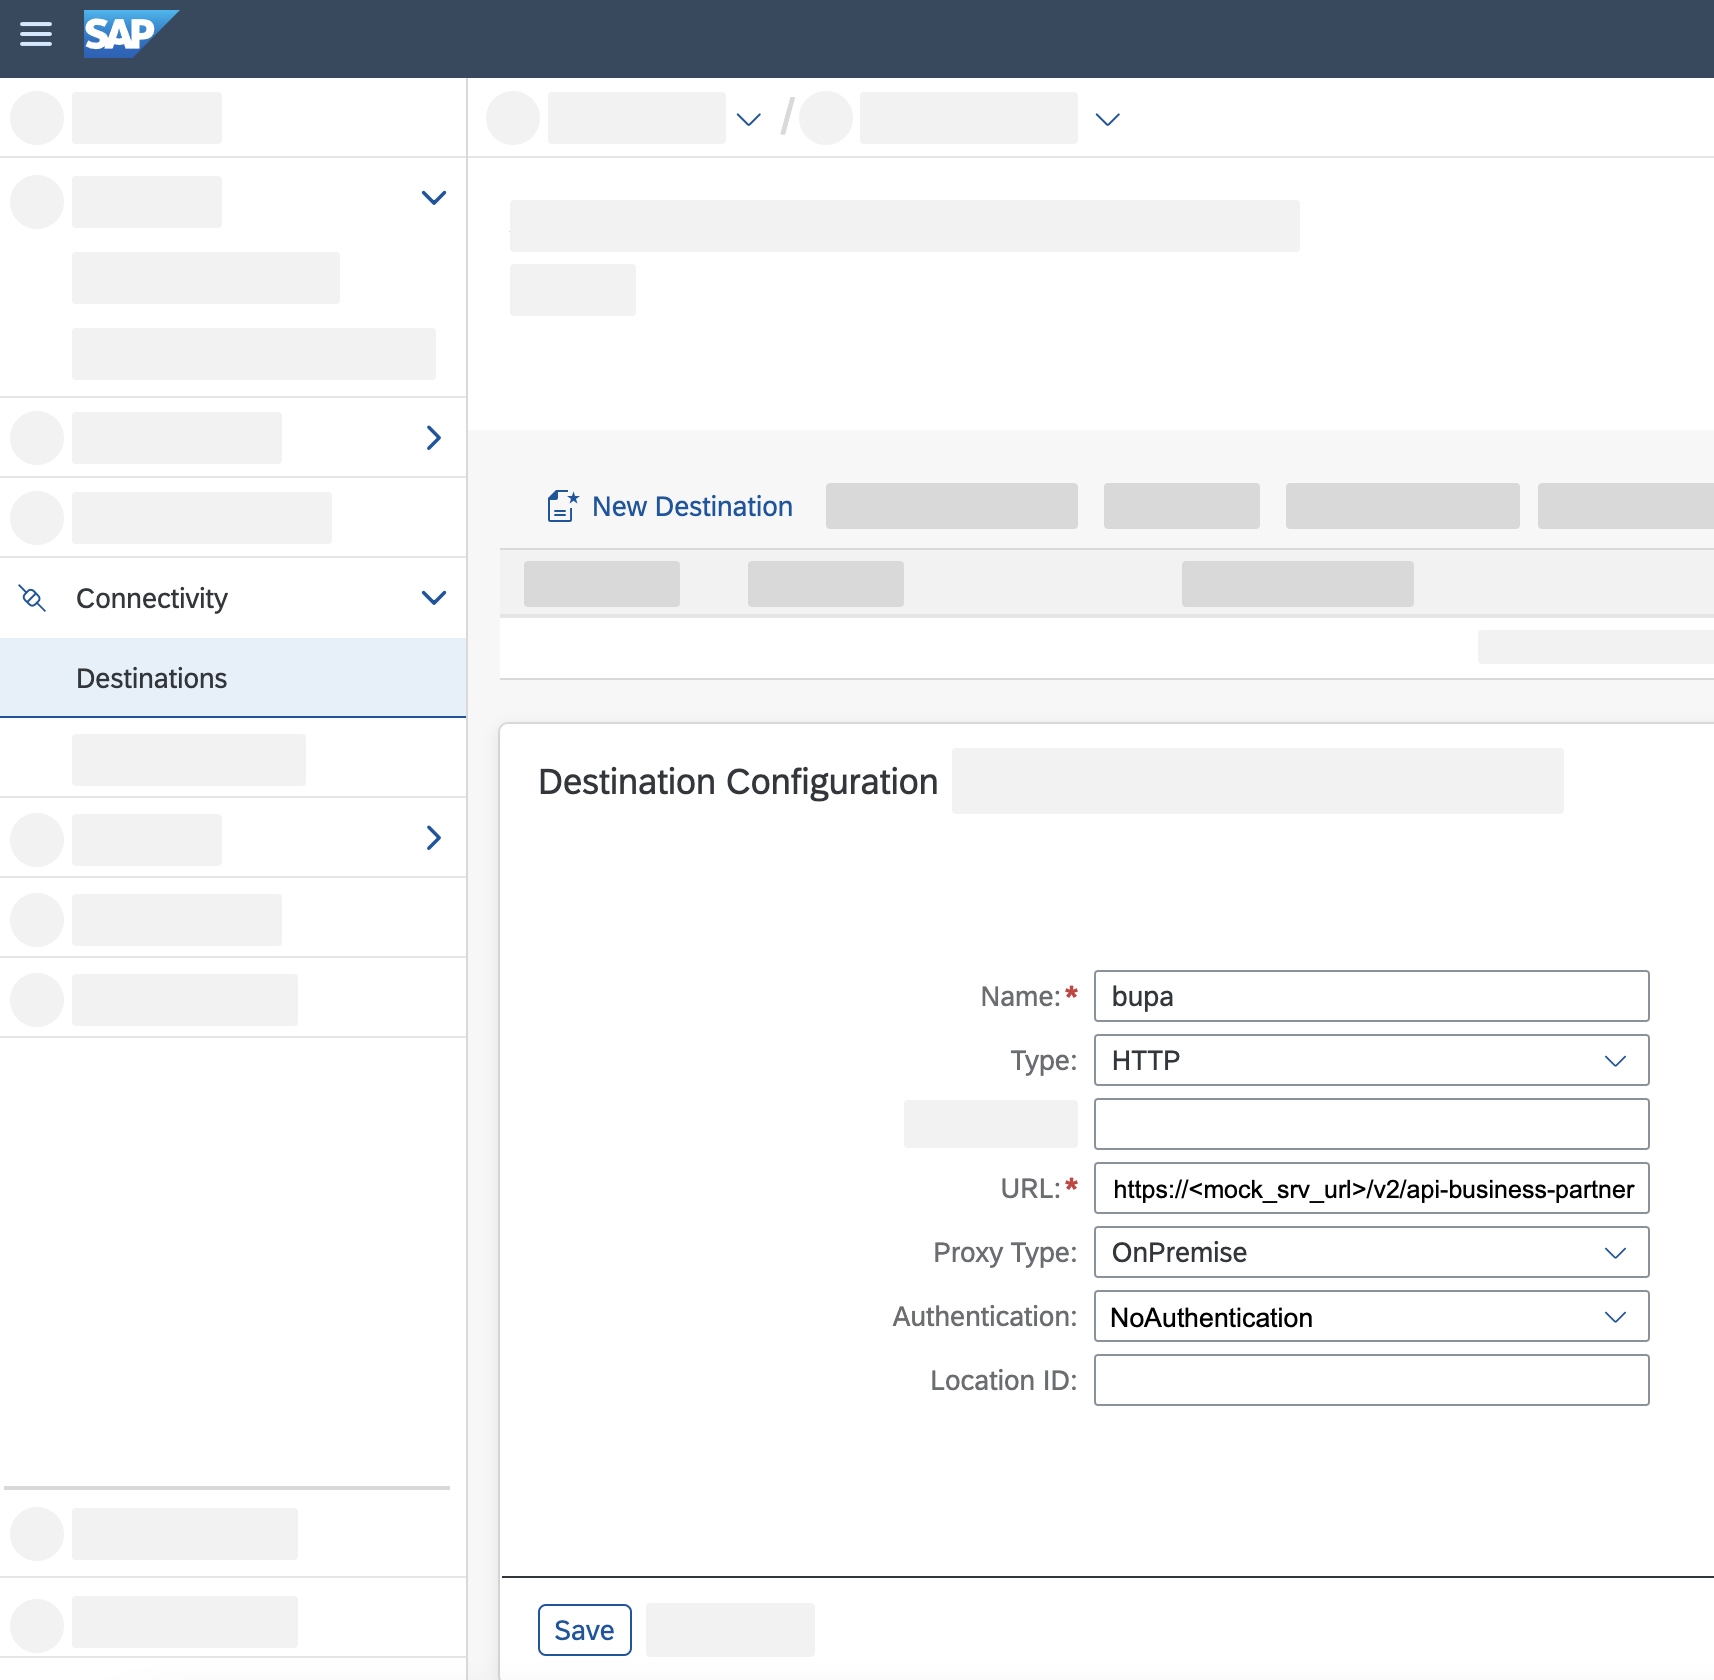 SAP
New Destination
Connectivity
Destinations
Destination Configuration
Name:* bupa
Type: HTTP
URL:* https://<mock_srv_url>/v2/api-business-partner
Proxy Type: OnPremise
Authentication: NoAuthentication
Location ID:
Save